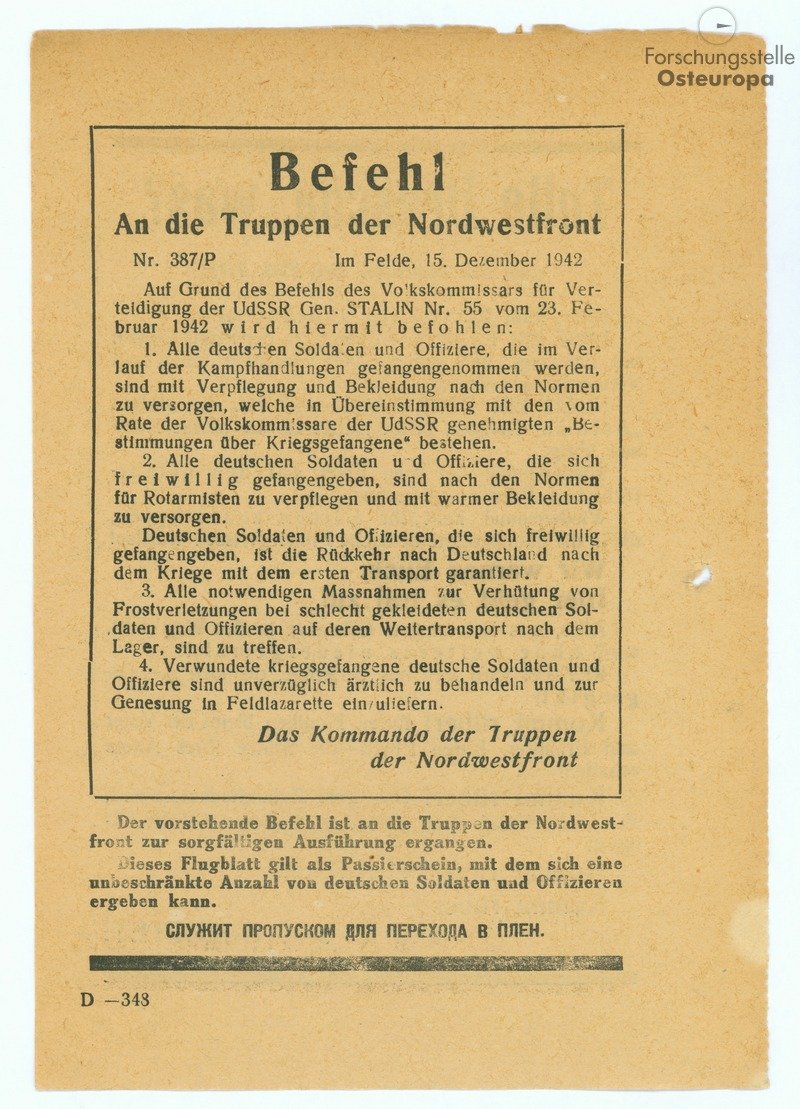 Forschungsstelle
Osteuropa
Befehl
An die Truppen der Nordwestfront
Nr. 387/P Im Felde, 15. Dezember 1942
Auf Grund des Befehls des Volkskommissars für Ver-
teidigung der UdSSR Gen. STALIN Nr. 55 vom 23. Fe-
bruar 1942 wird hiermit befohlen:
1. Alle deutschen Soldaten und Offiziere, die im Ver-
lauf der Kampfhandlungen gefangengenommen werden,
sind mit Verpflegung und Bekleidung nach den Normen
zu versorgen, welche in Übereinstimmung mit den vom
Rate der Volkskommissare der UdSSR genehmigten „Be-
stimmungen über Kriegsgefangene“ bestehen.
2. Alle deutschen Soldaten und Offiziere, die sich
freiwillig gefangengeben, sind nach den Normen
für Rotarmisten zu verpflegen und mit warmer Bekleidung
zu versorgen.
Deutschen Soldaten und Offizieren, die sich freiwillig
gefangengeben, ist die Rückkehr nach Deutschland nach
dem Kriege mit dem ersten Transport garantiert.
3. Alle notwendigen Massnahmen zur Verhütung von
Frostverletzungen bei schlecht gekleideten deutschen Sol-
daten und Offizieren auf deren Weitertransport nach dem
Lager, sind zu treffen.
4. Verwundete kriegsgefangene deutsche Soldaten und
Offiziere sind unverzüglich ärztlich zu behandeln und zur
Genesung in Feldlazarette einzuliefern.
Das Kommando der Truppen
der Nordwestfront
Der vorstehende Befehl ist an die Truppen der Nordwest-
front zur sorgfältigen Ausführung ergangen.
Dieses Flugblatt gilt als Passierschein, mit dem sich eine
unbeschränkte Anzahl von deutschen Soldaten und Offizieren
ergeben kann.
СЛУЖИТ ПРОПУСКОМ ДЛЯ ПЕРЕХОДА В ПЛЕН.
D —348